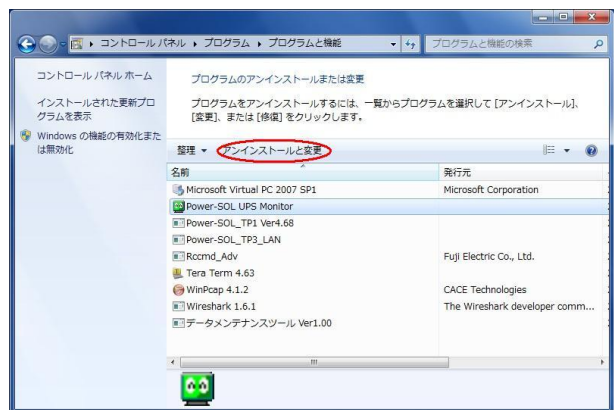 コントロール パネル ▸ プログラム ▸ プログラムと機能
プログラムと機能の検索
コントロール パネル ホーム
インストールされた更新プロ
グラムを表示
Windows の機能の有効化また
は無効化
プログラムのアンインストールまたは変更
プログラムをアンインストールするには、一覧からプログラムを選択して [アンインストール]、
[変更]、または [修復] をクリックします。
整理 アンインストールと変更
名前 発行元
Microsoft Virtual PC 2007 SP1 Microsoft Corporation
Power-SOL UPS Monitor
Power-SOL_TP1 Ver4.68
Power-SOL_TP3_LAN
Rccmd_Adv Fuji Electric Co., Ltd.
Tera Term 4.63
WinPcap 4.1.2 CACE Technologies
Wireshark 1.6.1 The Wireshark developer comm...
データメンテナンスツール Ver1.00